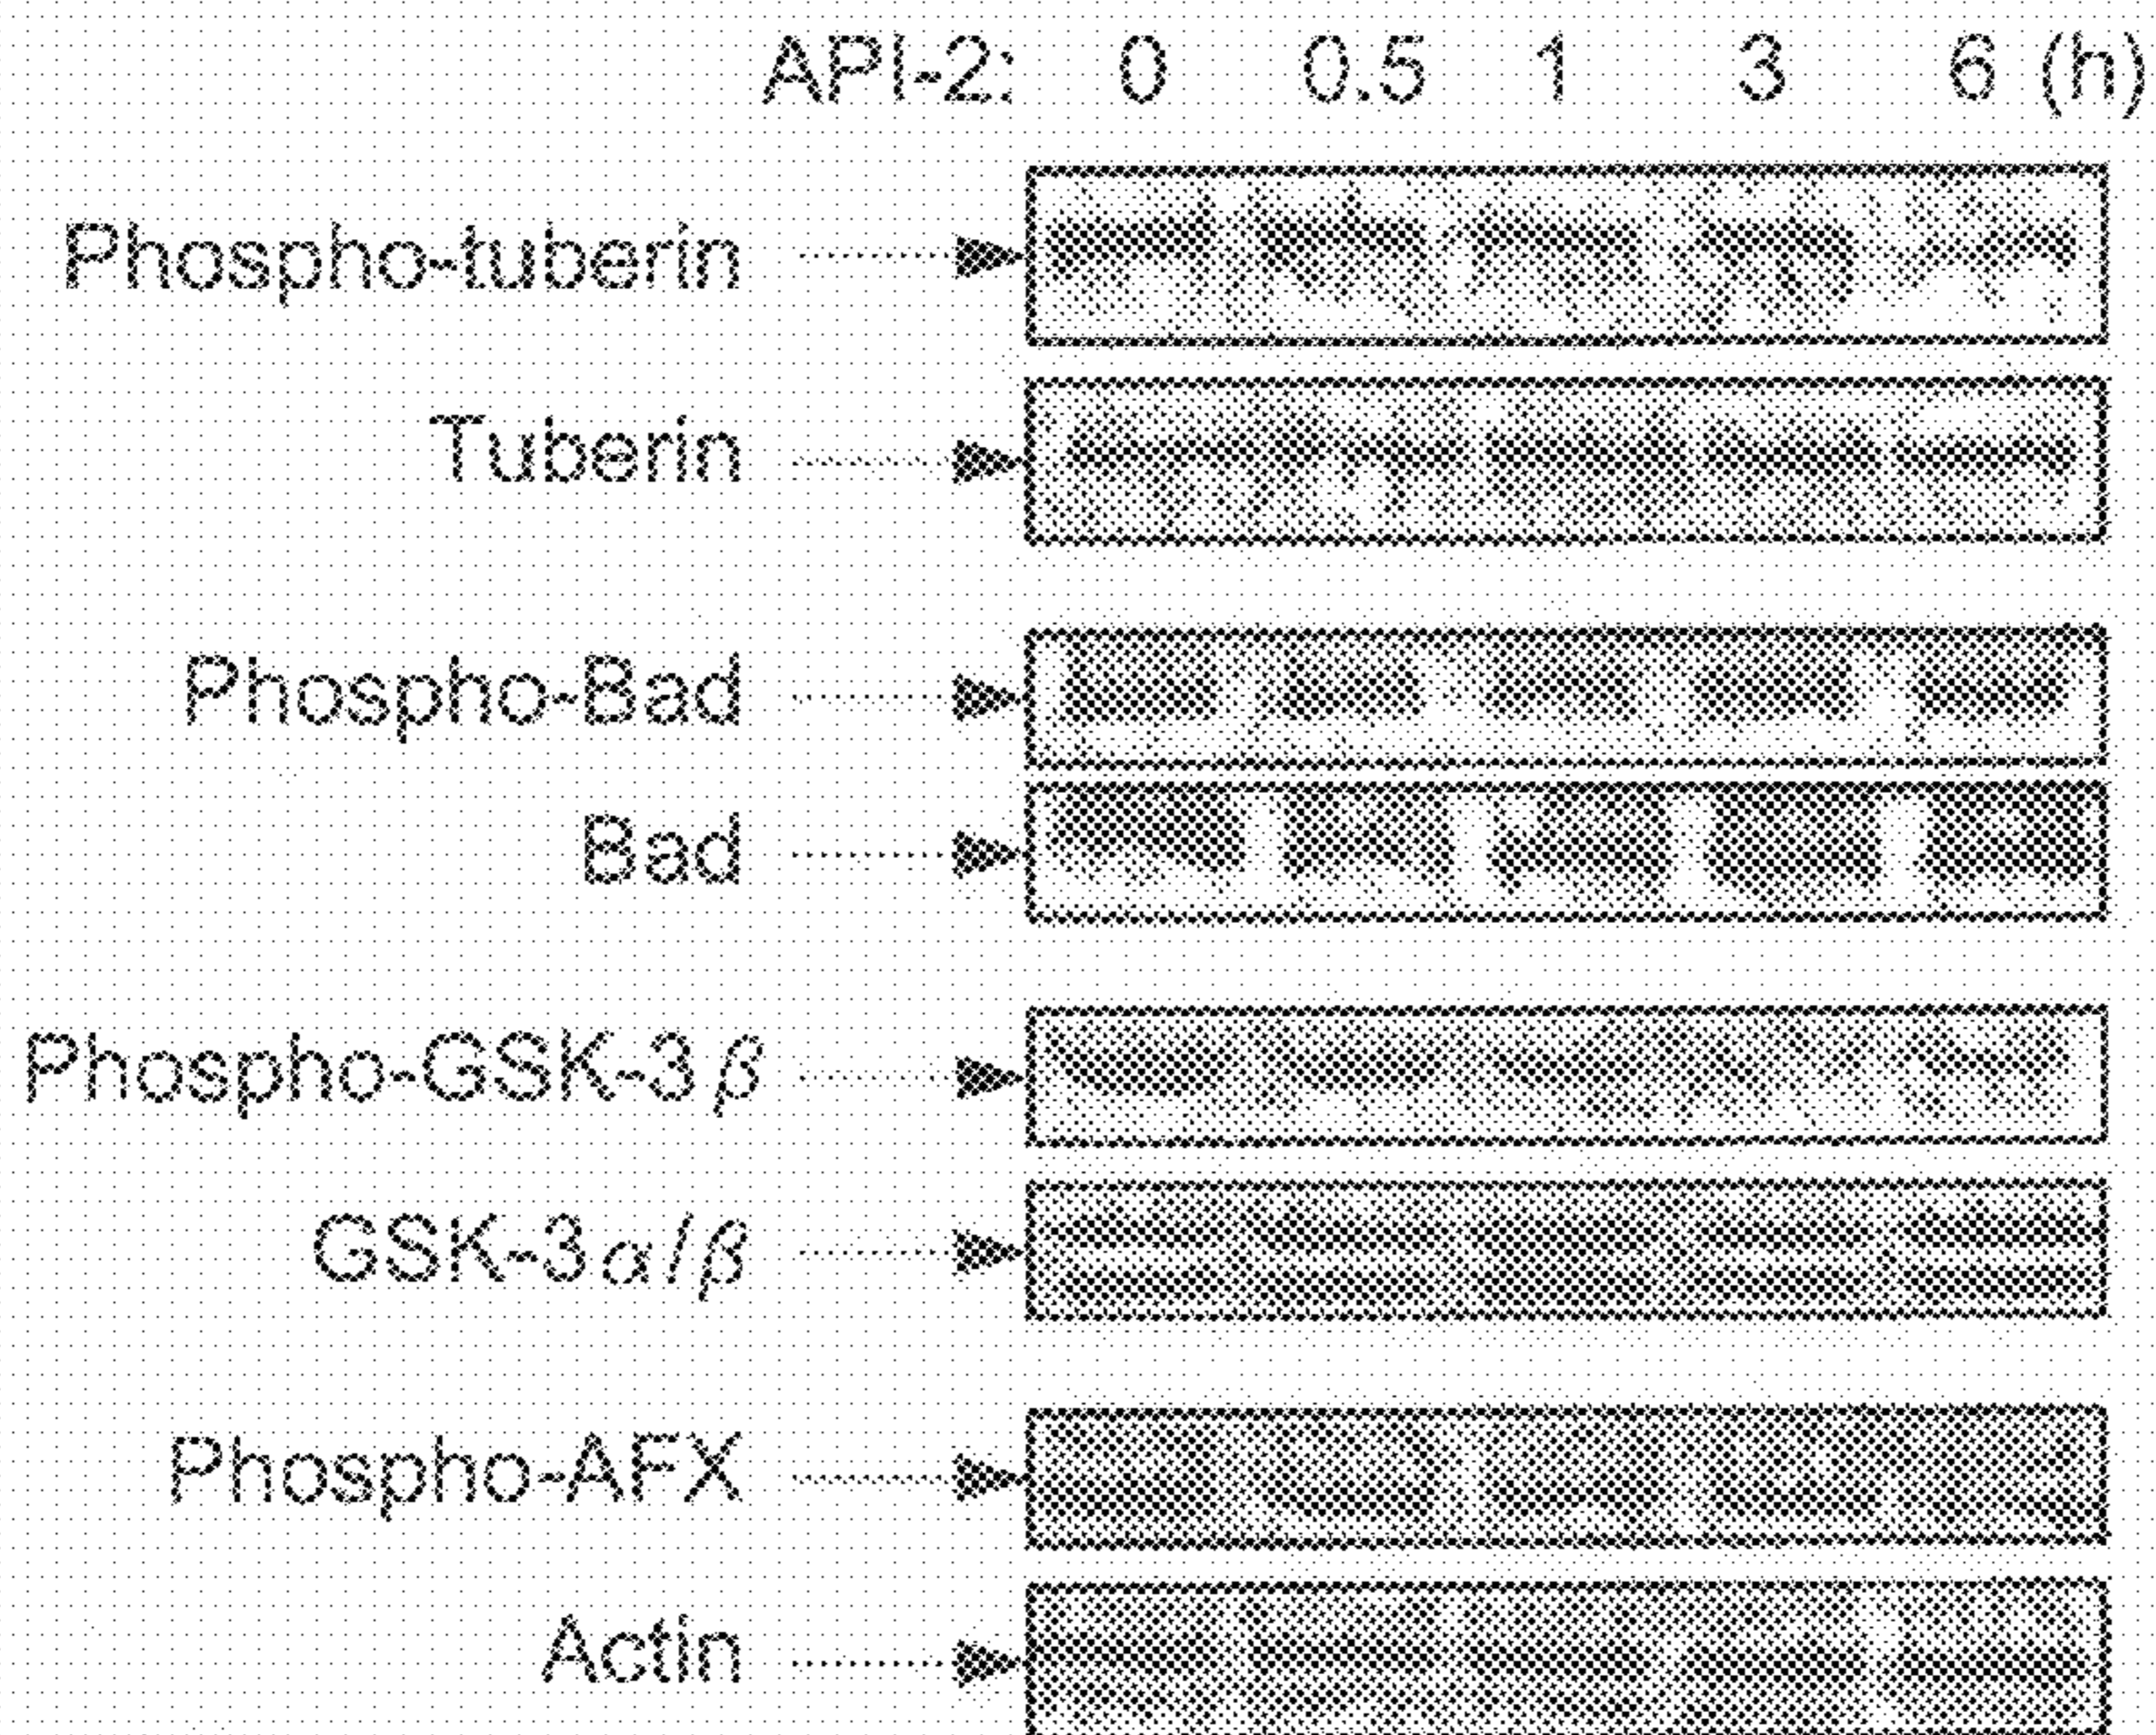 API-2: 0 0.5 1 3 6 (h)
Phospho-tuberin
Tuberin
Phospho-Bad
Bad
Phospho-GSK-3β
GSK-3α/β
Phospho-AFX
Actin